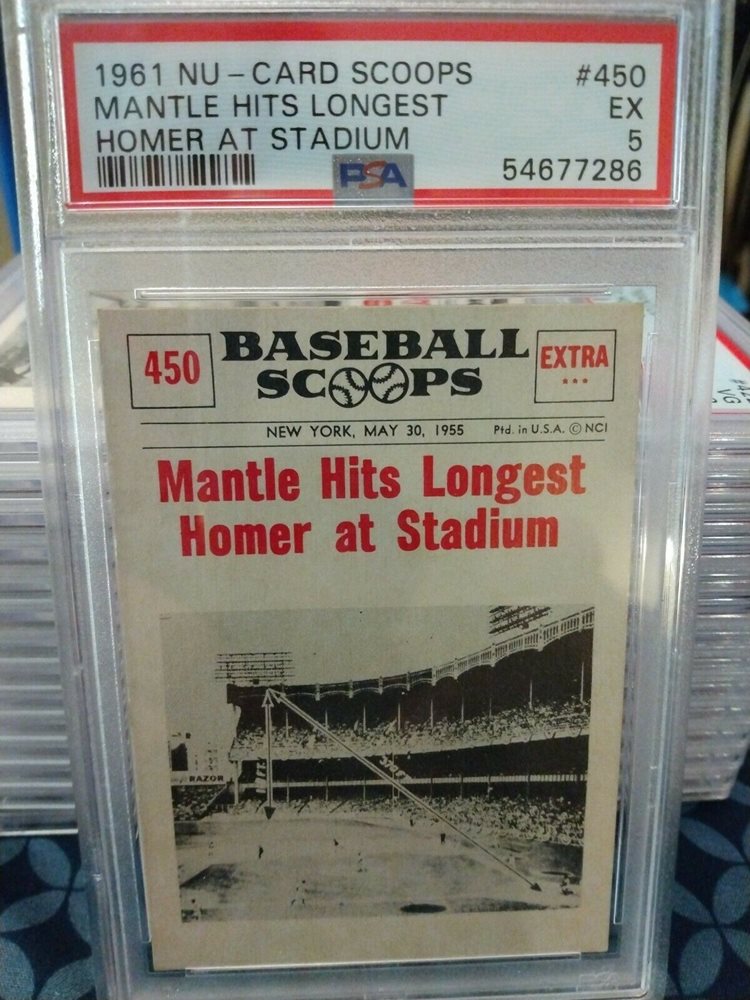 1961 NU-CARD SCOOPS #450
MANTLE HITS LONGEST EX
HOMER AT STADIUM 5
PSA 54677286
450 BASEBALL SCOOPS EXTRA
NEW YORK, MAY 30, 1955 Ptd. in U.S.A. © NCI
Mantle Hits Longest
Homer at Stadium
RAZOR
VG